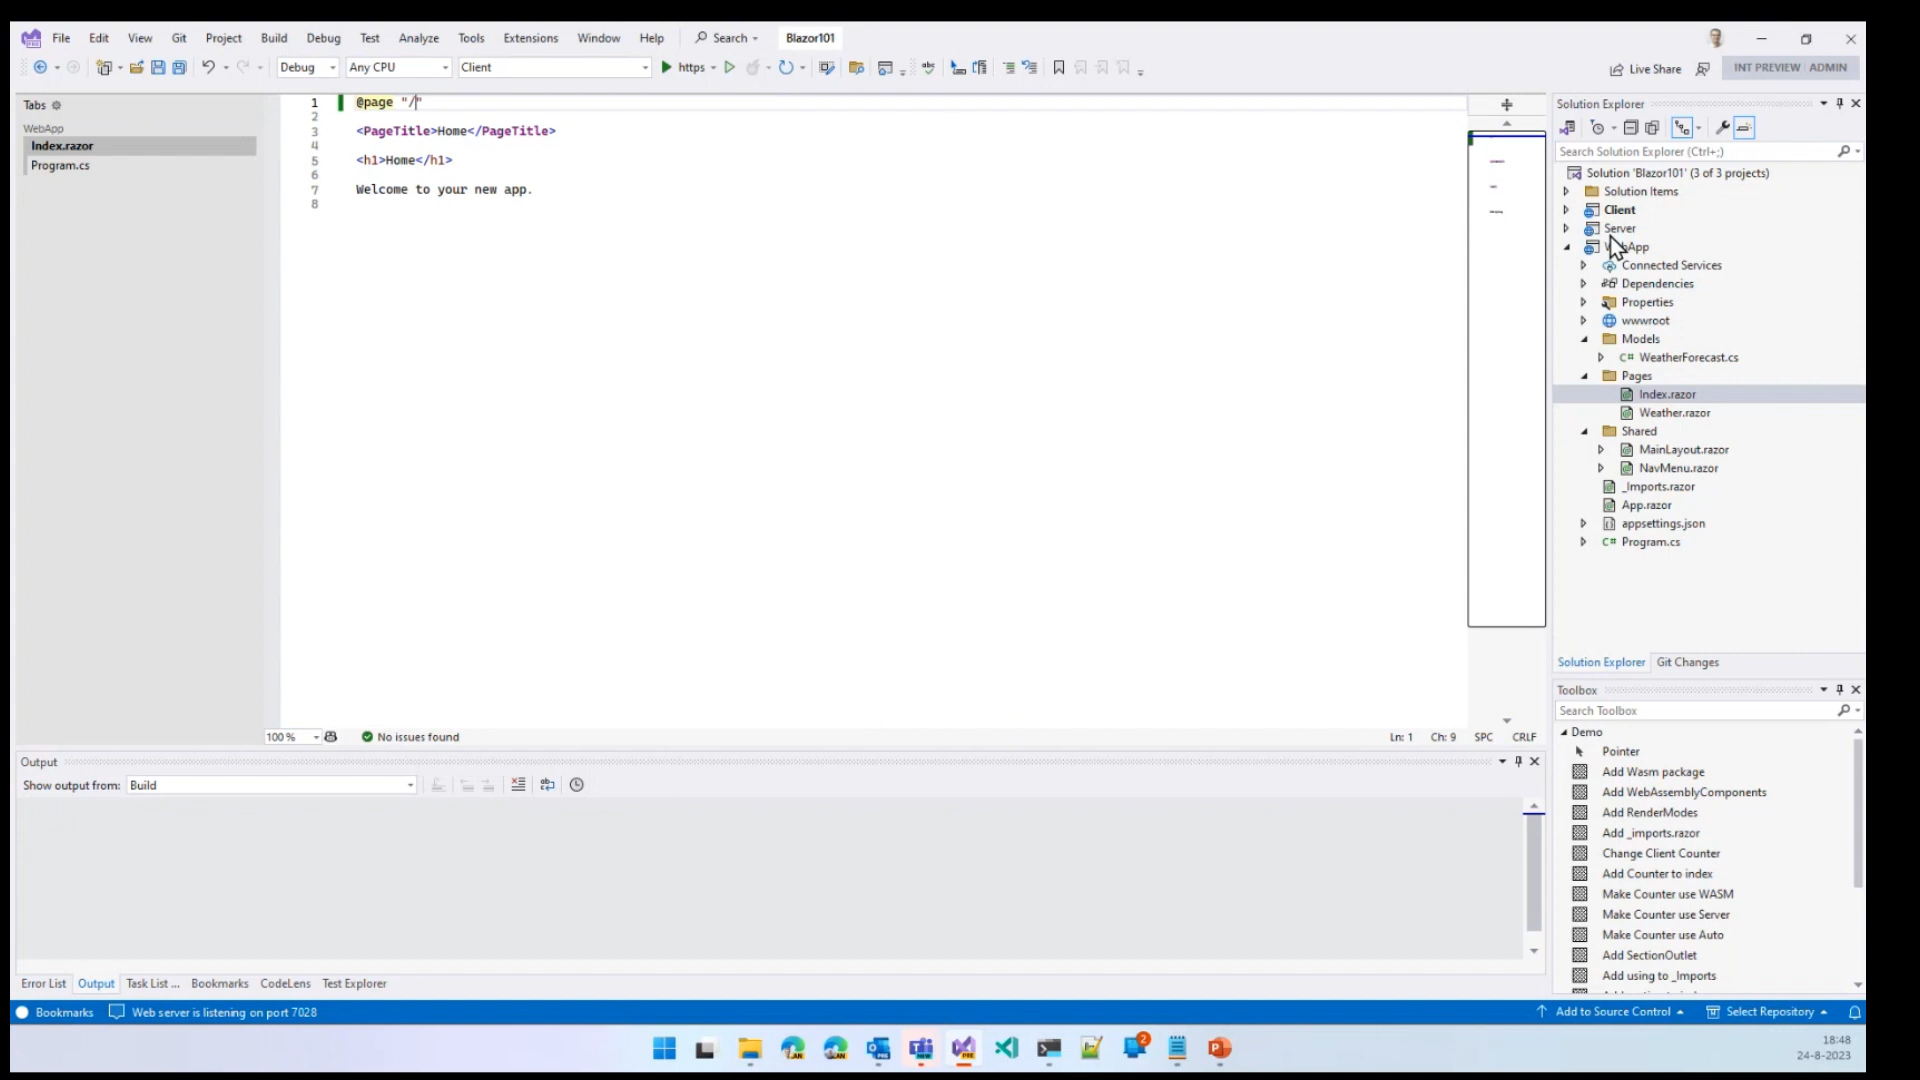 File Edit View Git Project Build Debug Test Analyze Tools Extensions Window Help Search Blazor101
Debug Any CPU Client https Live Share INT PREVIEW ADMIN
Tabs
WebApp
Index.razor
Program.cs
1 @page "/"
2
3 <PageTitle>Home</PageTitle>
4
5 <h1>Home</h1>
6
7 Welcome to your new app.
8
100 % No issues found Ln: 1 Ch: 9 SPC CRLF
Solution Explorer
Search Solution Explorer (Ctrl+;)
Solution 'Blazor101' (3 of 3 projects)
Solution Items
Client
Server
Connected Services
Dependencies
Properties
wwwroot
Models
C# WeatherForecast.cs
Pages
Index.razor
Weather.razor
Shared
MainLayout.razor
NavMenu.razor
_Imports.razor
App.razor
appsettings.json
C# Program.cs
Solution Explorer Git Changes
Toolbox
Search Toolbox
Demo
Pointer
Add Wasm package
Add WebAssemblyComponents
Add RenderModes
Add _imports.razor
Change Client Counter
Add Counter to index
Make Counter use WASM
Make Counter use Server
Make Counter use Auto
Add SectionOutlet
Add using to _Imports
Output
Show output from: Build
Error List Output Task List ... Bookmarks CodeLens Test Explorer
Bookmarks Web server is listening on port 7028 Add to Source Control Select Repository
2
18:48
24-8-2023